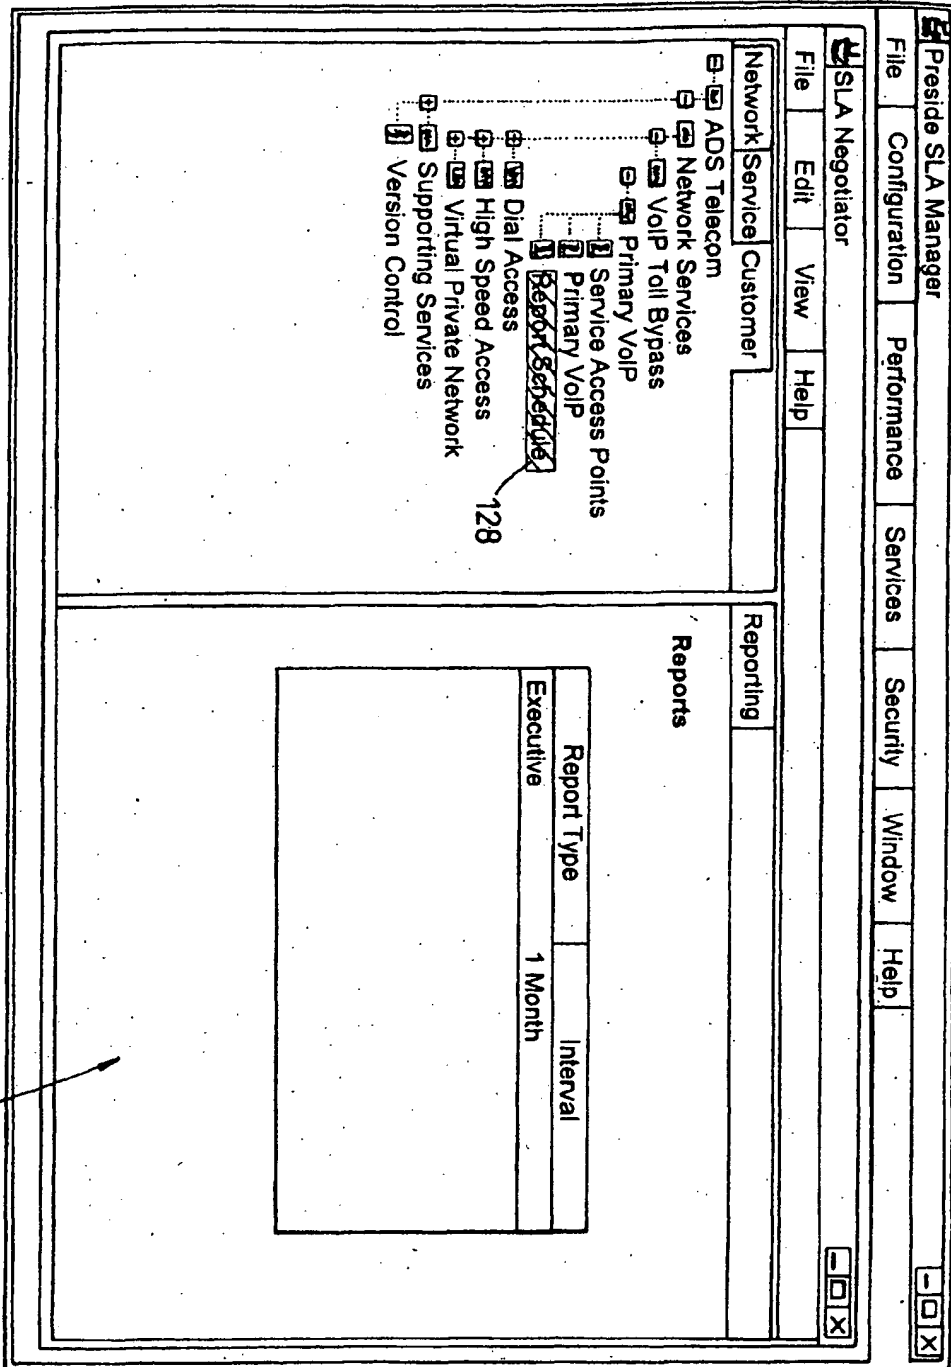 Preside SLA Manager
File Configuration Performance Services Security Window Help
SLA Negotiator
File Edit View Help
Network Service Customer
ADS Telecom
Network Services
VoIP Toll Bypass
Primary VoIP
Service Access Points
Primary VoIP
Report Schedule
128
Dial Access
High Speed Access
Virtual Private Network
Supporting Services
Version Control
Reporting
Reports
Report Type Interval
Executive 1 Month